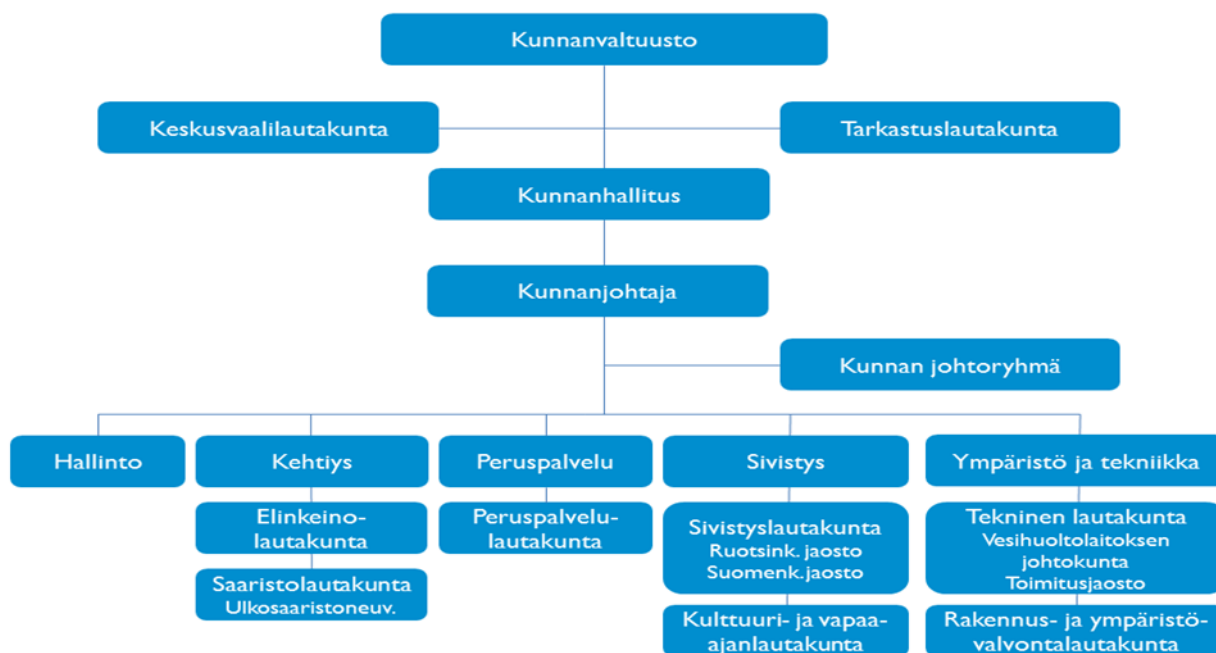 Kunnanvaltuusto
Keskusvaalilautakunta
Tarkastuslautakunta
Kunnanhallitus
Kunnanjohtaja
Kunnan johtoryhmä
Hallinto
Kehtiys
Peruspalvelu
Sivistys
Ympäristö ja tekniikka
Elinkeino-
lautakunta
Saaristolautakunta
Ulkosaaristoneuv.
Peruspalvelu-
lautakunta
Sivistyslautakunta
Ruotsink. jaosto
Suomenk.jaosto
Kulttuuri- ja vapaa-
ajanlautakunta
Tekninen lautakunta
Vesihuoltolaitoksen
johtokunta
Toimitusjaosto
Rakennus- ja ympäristö-
valvontalautakunta